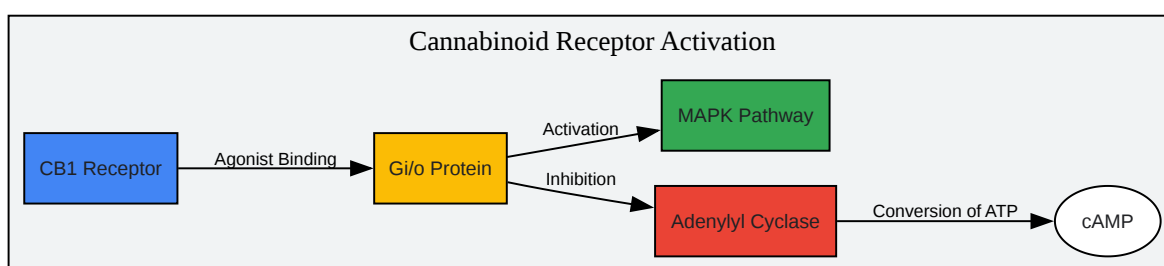 Cannabinoid Receptor Activation
CB1 Receptor
Agonist Binding
Gi/o Protein
Activation
MAPK Pathway
Inhibition
Adenylyl Cyclase
Conversion of ATP
cAMP